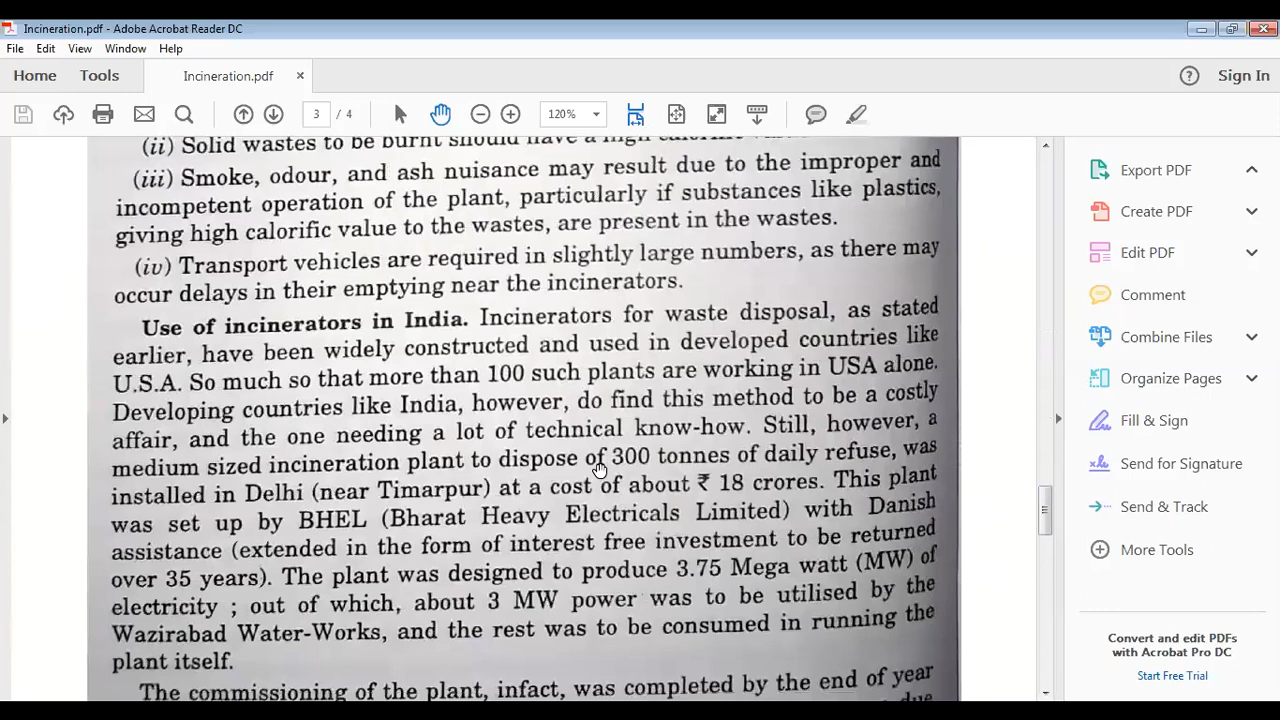 Incineration.pdf - Adobe Acrobat Reader DC
File Edit View Window Help
Home Tools Incineration.pdf × Sign In
3 / 4 120%
(ii) Solid wastes to be burnt should have a high calorific
(iii) Smoke, odour, and ash nuisance may result due to the improper and
incompetent operation of the plant, particularly if substances like plastics,
giving high calorific value to the wastes, are present in the wastes.
(iv) Transport vehicles are required in slightly large numbers, as there may
occur delays in their emptying near the incinerators.
Use of incinerators in India. Incinerators for waste disposal, as stated
earlier, have been widely constructed and used in developed countries like
U.S.A. So much so that more than 100 such plants are working in USA alone.
Developing countries like India, however, do find this method to be a costly
affair, and the one needing a lot of technical know-how. Still, however, a
medium sized incineration plant to dispose of 300 tonnes of daily refuse, was
installed in Delhi (near Timarpur) at a cost of about ₹ 18 crores. This plant
was set up by BHEL (Bharat Heavy Electricals Limited) with Danish
assistance (extended in the form of interest free investment to be returned
over 35 years). The plant was designed to produce 3.75 Mega watt (MW) of
electricity ; out of which, about 3 MW power was to be utilised by the
Wazirabad Water-Works, and the rest was to be consumed in running the
plant itself.
The commissioning of the plant, infact, was completed by the end of year
due
Export PDF
Create PDF
Edit PDF
Comment
Combine Files
Organize Pages
Fill & Sign
Send for Signature
Send & Track
More Tools
Convert and edit PDFs
with Acrobat Pro DC
Start Free Trial